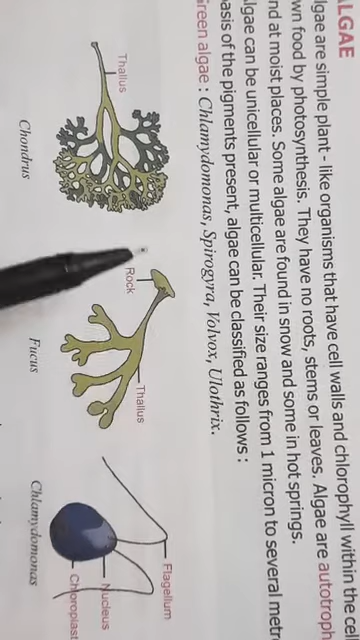 ALGAE
lgae are simple plant - like organisms that have cell walls and chlorophyll within the ce
wn food by photosynthesis. They have no roots, stems or leaves. Algae are autotroph
nd at moist places. Some algae are found in snow and some in hot springs.
lgae can be unicellular or multicellular. Their size ranges from 1 micron to several metr
asis of the pigments present, algae can be classified as follows :
Green algae : Chlamydomonas, Spirogyra, Volvox, Ulothrix.
Thallus
Chondrus
Rock
Thallus
Fucus
Flagellum
Nucleus
Chloroplast
Chlamydomonas